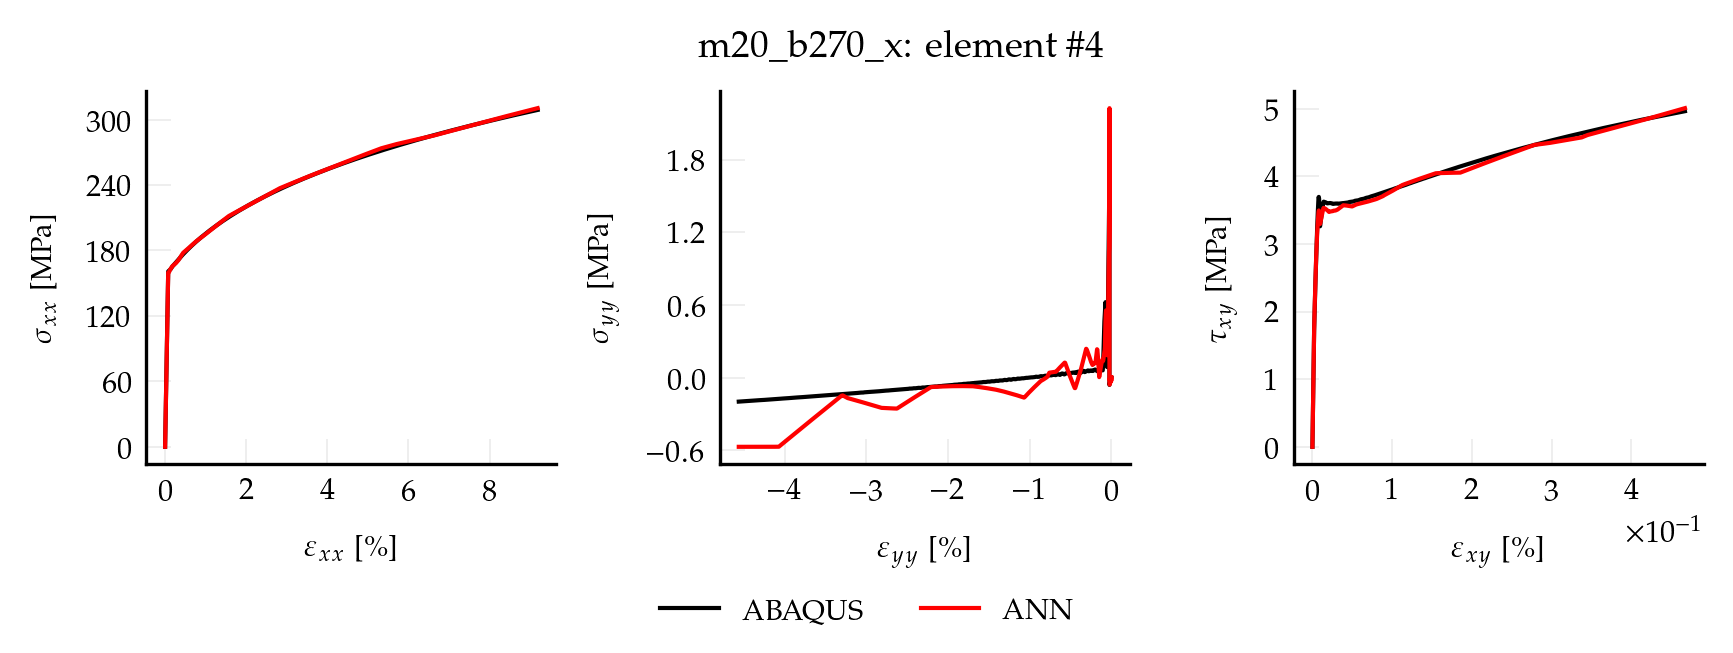 m20_b270_x: element #4
σxx [MPa]
300
240
180
120
60
0
0 2 4 6 8
εxx [%]
σyy [MPa]
1.8
1.2
0.6
0.0
−0.6
−4 −3 −2 −1 0
εyy [%]
τxy [MPa]
5
4
3
2
1
0
0 1 2 3 4
×10⁻¹
εxy [%]
ABAQUS ANN